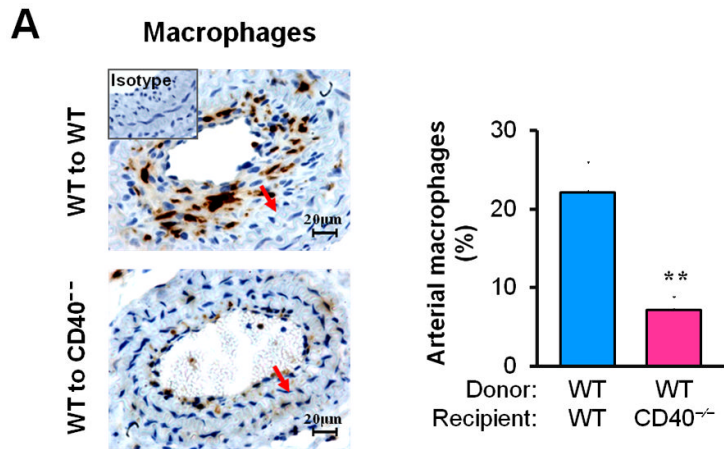 A
Macrophages
WT to WT
Isotype
20μm
WT to CD40⁻⁻
20μm
Arterial macrophages
(%)
30
20
10
0
**
Donor: WT WT
Recipient: WT CD40⁻/⁻